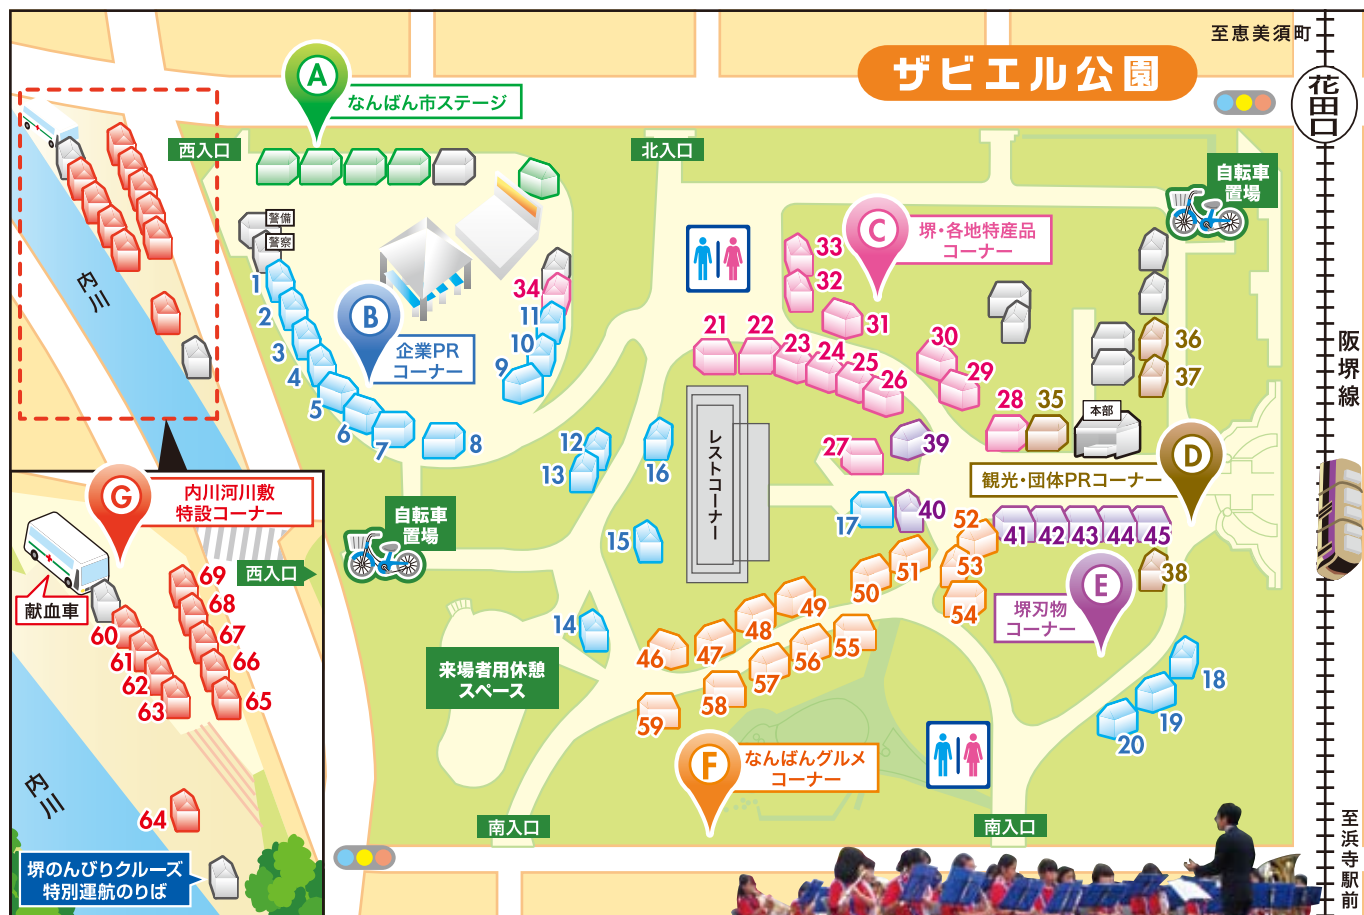 至恵美須町
ザビエル公園
花田口
A
なんばん市ステージ
西入口
北入口
自転車
置場
警備
警察
C
堺・各地特産品
コーナー
33
32
31
34
11
10
9
1
2
3
4
5
6
7
8
B
企業PR
コーナー
内川
21
22
23
24
25
26
30
29
28
35
36
37
本部
阪堺線
レストコーナー
12
13
16
27
39
D
観光・団体PRコーナー
17
40
52
41
42
43
44
45
G
内川河川敷
特設コーナー
自転車
置場
15
西入口
献血車
69
68
67
66
65
60
61
62
63
64
50
51
53
54
38
E
堺刃物
コーナー
14
46
47
48
49
55
56
57
58
59
18
19
20
来場者用休憩
スペース
F
なんばんグルメ
コーナー
内川
南入口
南入口
堺のんびりクルーズ
特別運航のりば
至浜寺駅前